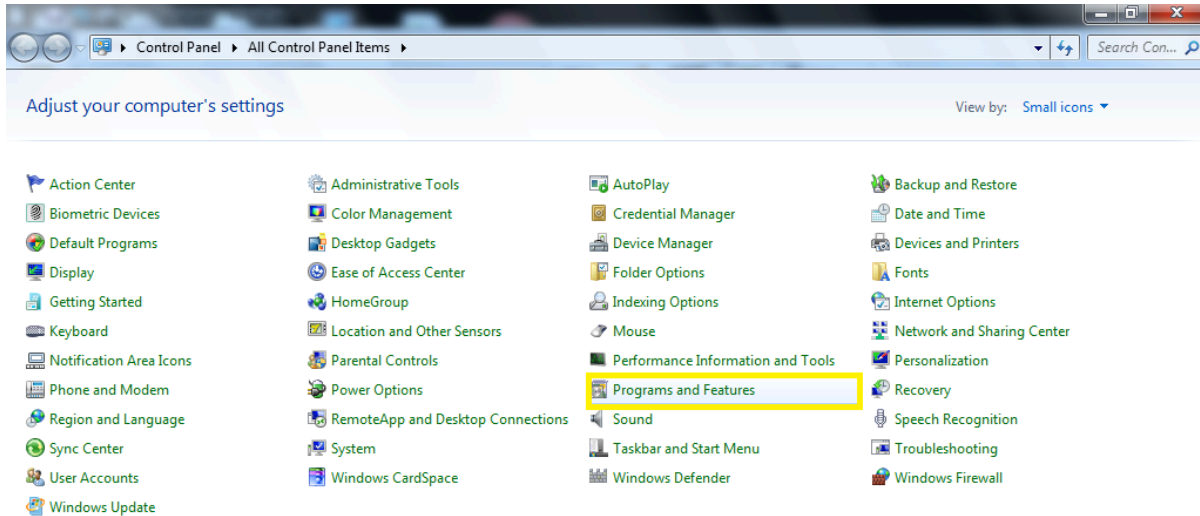 Control Panel All Control Panel Items Search Con...
Adjust your computer's settings View by: Small icons
Action Center Administrative Tools AutoPlay Backup and Restore
Biometric Devices Color Management Credential Manager Date and Time
Default Programs Desktop Gadgets Device Manager Devices and Printers
Display Ease of Access Center Folder Options Fonts
Getting Started HomeGroup Indexing Options Internet Options
Keyboard Location and Other Sensors Mouse Network and Sharing Center
Notification Area Icons Parental Controls Performance Information and Tools Personalization
Phone and Modem Power Options Programs and Features Recovery
Region and Language RemoteApp and Desktop Connections Sound Speech Recognition
Sync Center System Taskbar and Start Menu Troubleshooting
User Accounts Windows CardSpace Windows Defender Windows Firewall
Windows Update